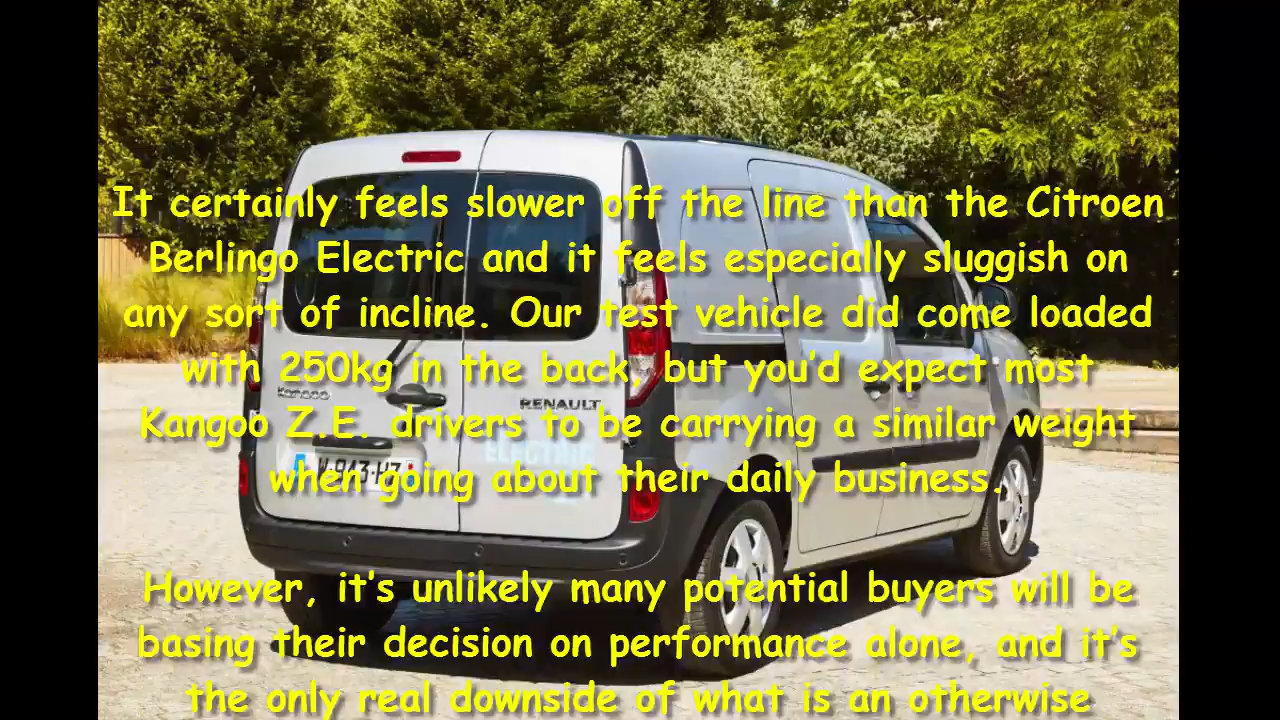 It certainly feels slower off the line than the Citroen
Berlingo Electric and it feels especially sluggish on
any sort of incline. Our test vehicle did come loaded
with 250kg in the back, but you’d expect most
Kangoo
RENAULT
Kangoo Z.E. drivers to be carrying a similar weight
ELECTRIC
when going about their daily business.
However, it’s unlikely many potential buyers will be
basing their decision on performance alone, and it’s
the only real downside of what is an otherwise